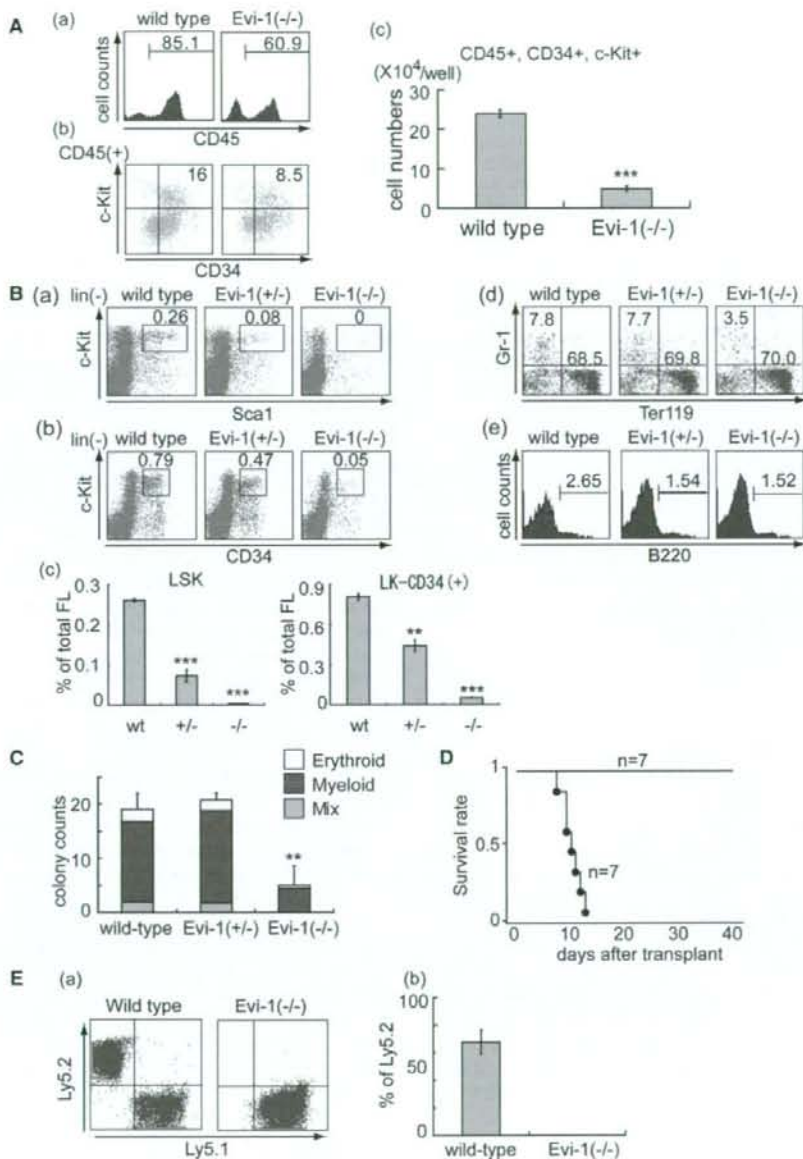 A
(a)
wild type Evi-1(-/-)
85.1 60.9
cell counts
CD45
(b)
CD45(+)
16 8.5
c-Kit
CD34
(c)
CD45+, CD34+, c-Kit+
(X10⁴/well)
cell numbers
30
20
10
0
***
wild type Evi-1(-/-)
B
(a)
lin(-) wild type Evi-1(+/-) Evi-1(-/-)
0.26 0.08 0
c-Kit
Sca1
(b)
lin(-) wild type Evi-1(+/-) Evi-1(-/-)
0.79 0.47 0.05
c-Kit
CD34
(c)
LSK
% of total FL
0.3
0.2
0.1
0
*** ***
wt +/- -/-
LK-CD34(+)
% of total FL
0.9
0.6
0.3
0
** ***
wt +/- -/-
(d)
wild type Evi-1(+/-) Evi-1(-/-)
7.8 7.7 3.5
68.5 69.8 70.0
Gr-1
Ter119
(e)
wild type Evi-1(+/-) Evi-1(-/-)
2.65 1.54 1.52
cell counts
B220
C
Erythroid
Myeloid
Mix
colony counts
20
10
0
**
wild-type Evi-1(+/-) Evi-1(-/-)
D
n=7
n=7
Survival rate
1
0.5
0
0 10 20 30 40
days after transplant
E
(a)
Wild type Evi-1(-/-)
Ly5.2
Ly5.1
(b)
% of Ly5.2
100
50
0
wild-type Evi-1(-/-)